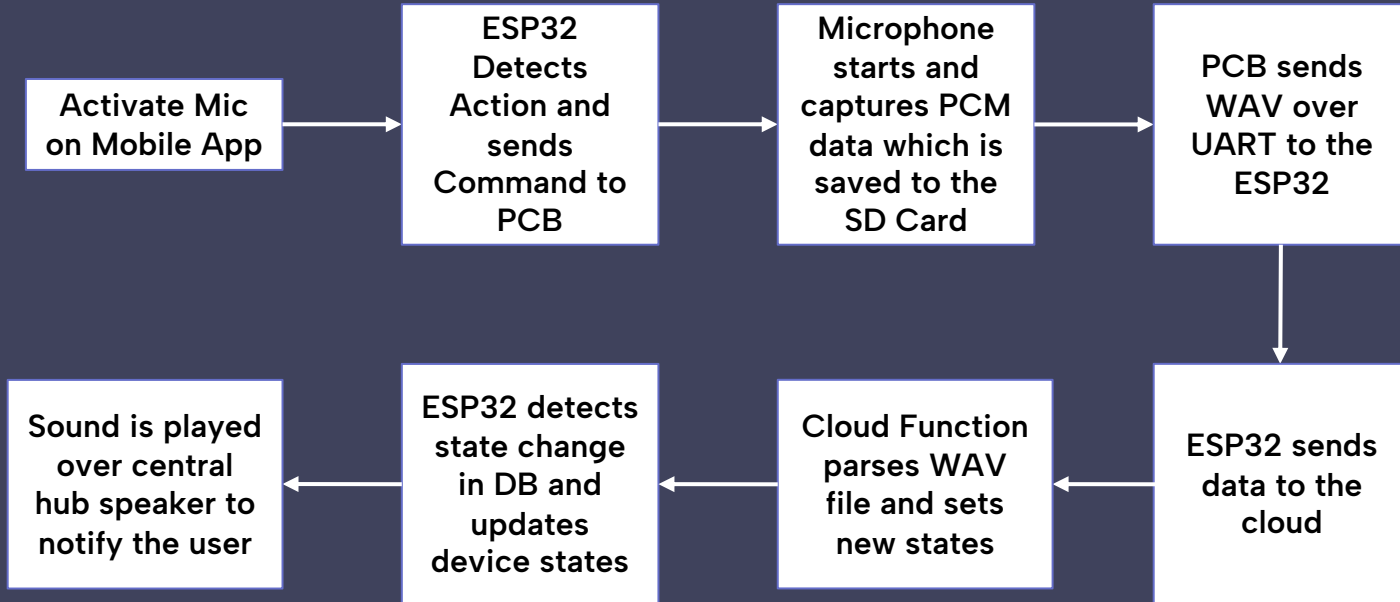 Activate Mic
on Mobile App
ESP32
Detects
Action and
sends
Command to
PCB
Microphone
starts and
captures PCM
data which is
saved to the
SD Card
PCB sends
WAV over
UART to the
ESP32
ESP32 sends
data to the
cloud
Cloud Function
parses WAV
file and sets
new states
ESP32 detects
state change
in DB and
updates
device states
Sound is played
over central
hub speaker to
notify the user